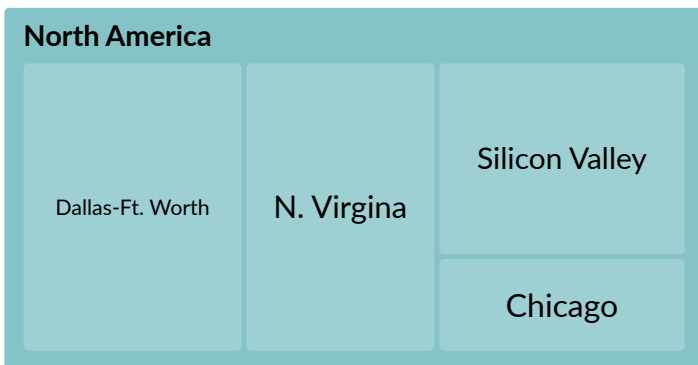 North America
Dallas-Ft. Worth
N. Virgina
Silicon Valley
Chicago